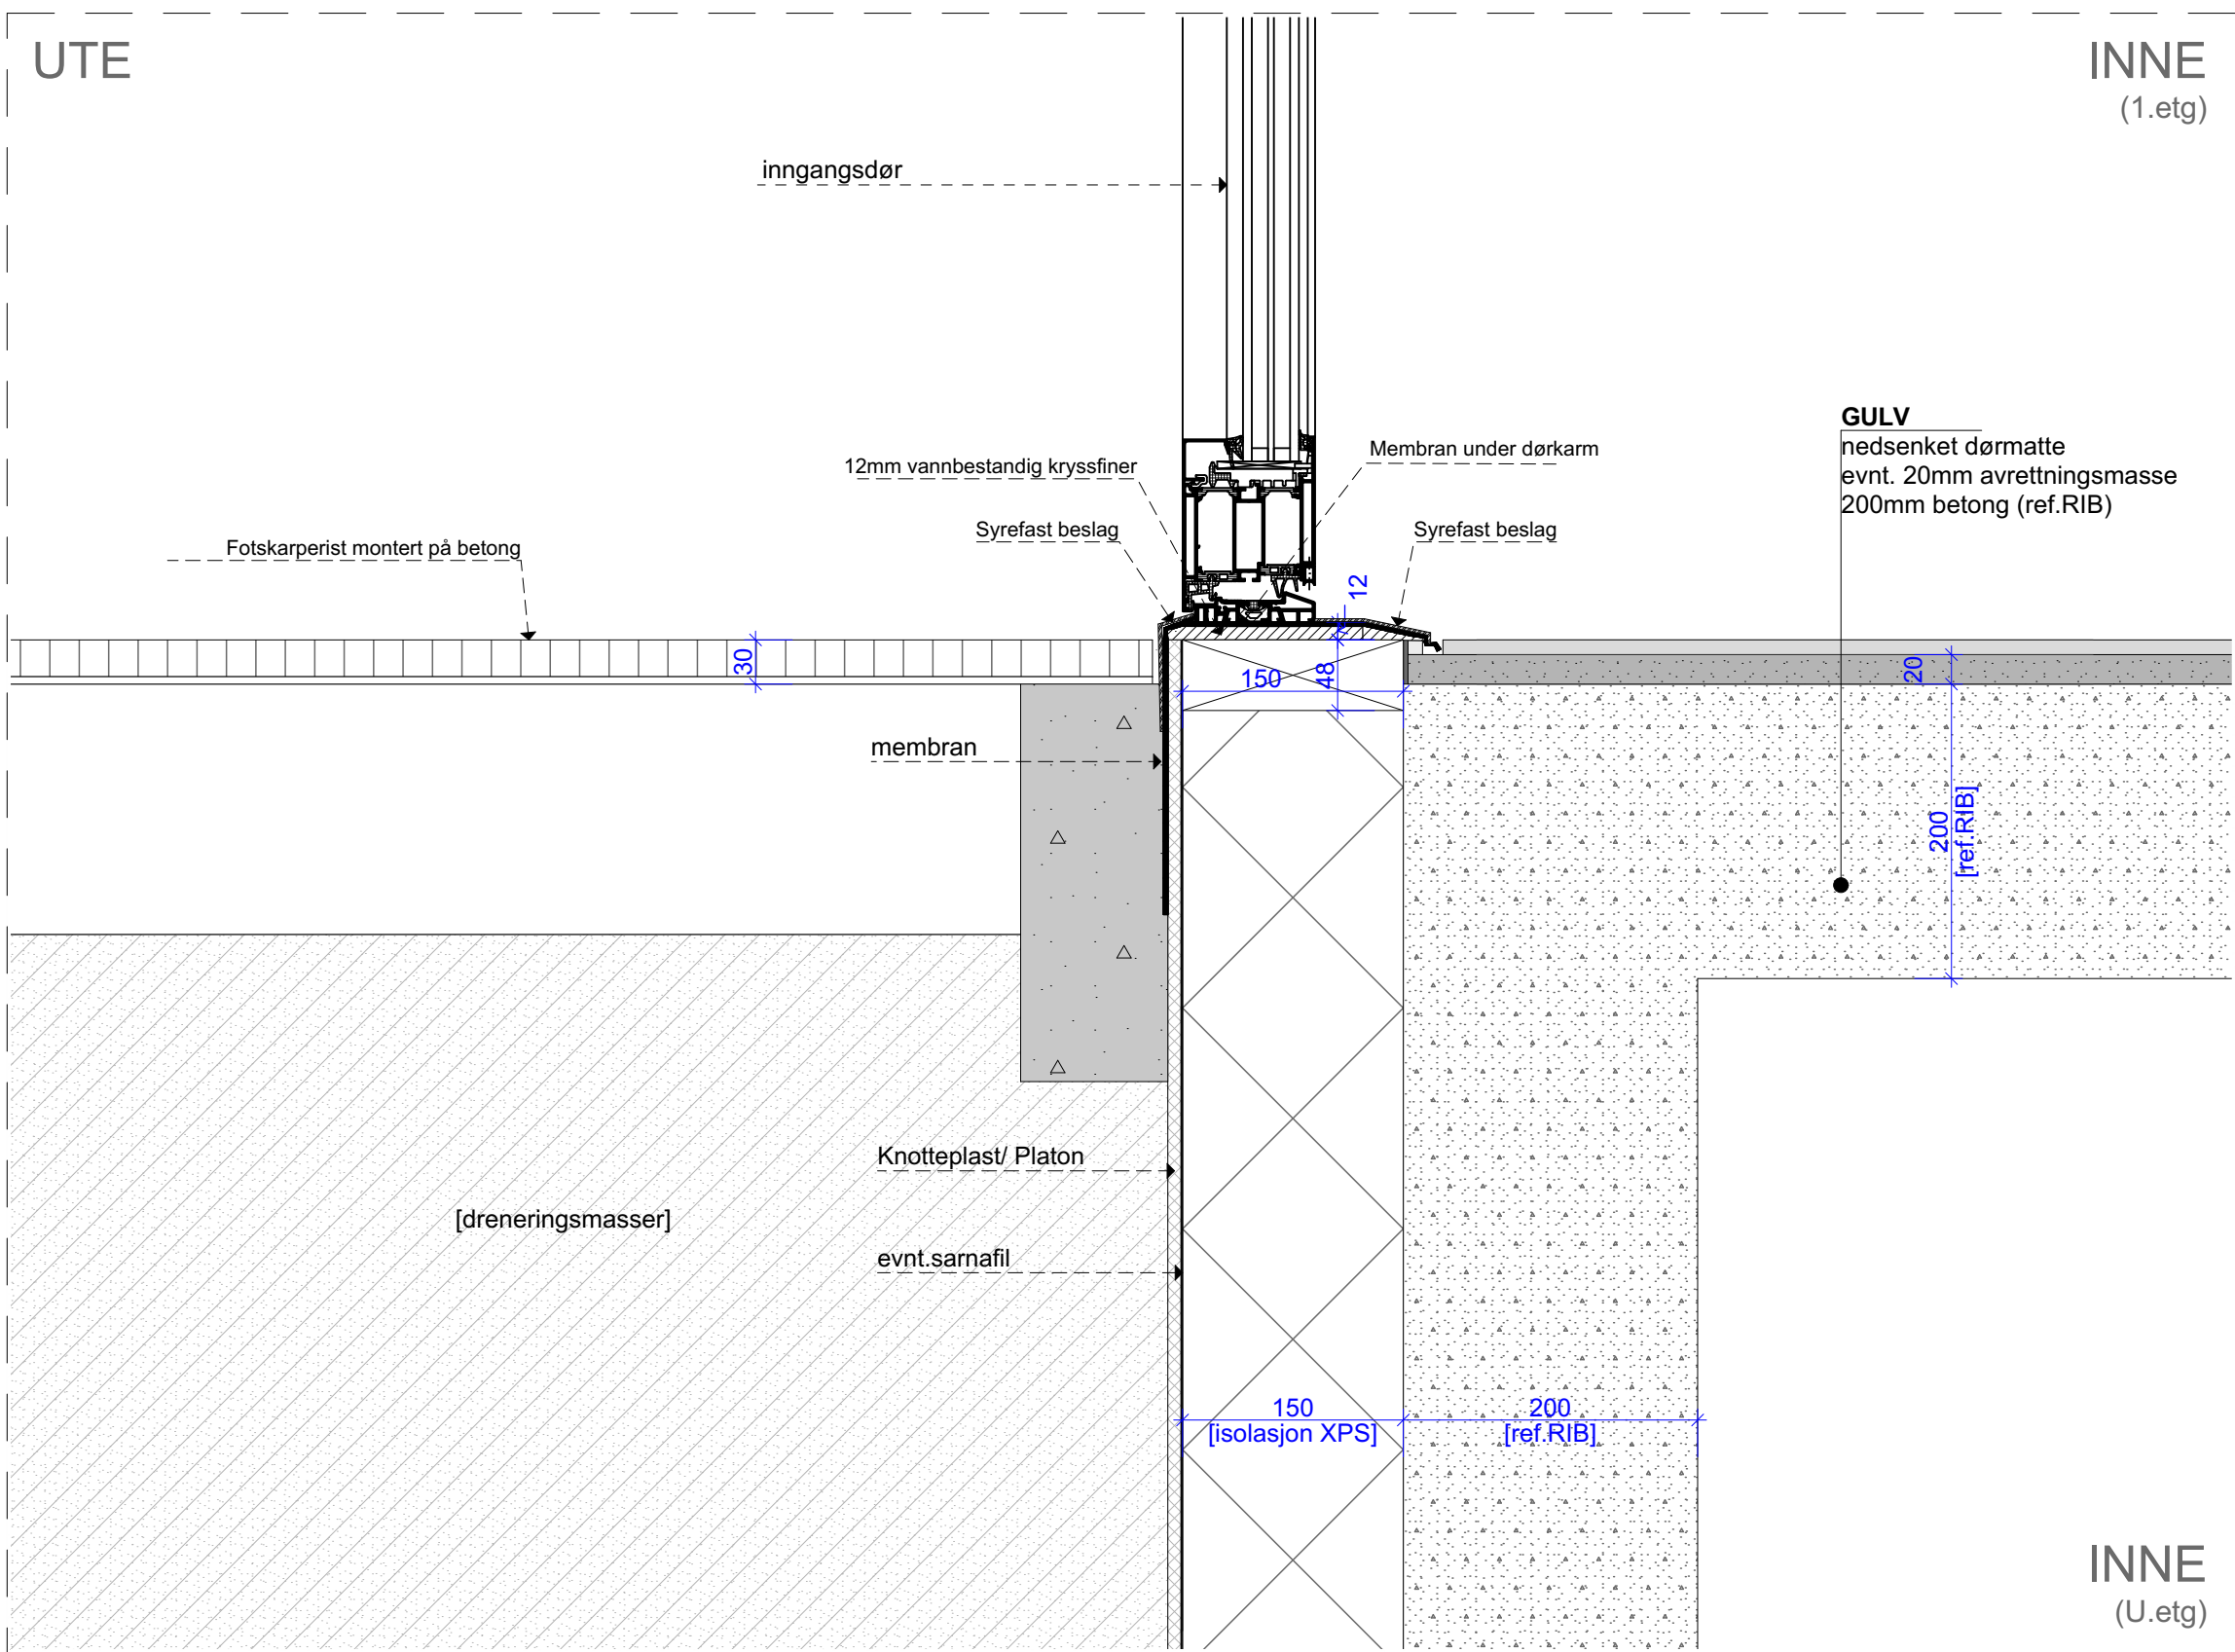 UTE
INNE
(1.etg)
inngangsdør
GULV
nedsenket dørmatte
evnt. 20mm avrettningsmasse
200mm betong (ref.RIB)
Membran under dørkarm
12mm vannbestandig kryssfiner
Syrefast beslag
Syrefast beslag
Fotskarperist montert på betong
12
30
150
48
20
membran
200
[ref.RIB]
Knotteplast/ Platon
[dreneringsmasser]
evnt.sarnafil
150
[isolasjon XPS]
200
[ref.RIB]
INNE
(U.etg)